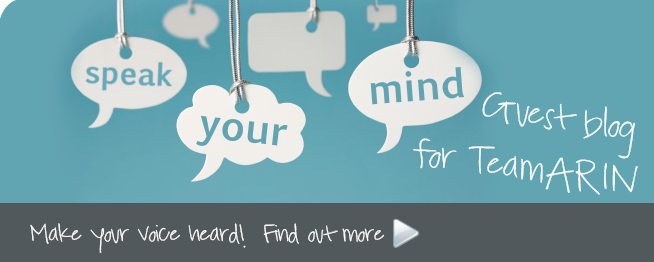 speak
your
mind
Guest blog
for TeamARIN
Make your voice heard! Find out more